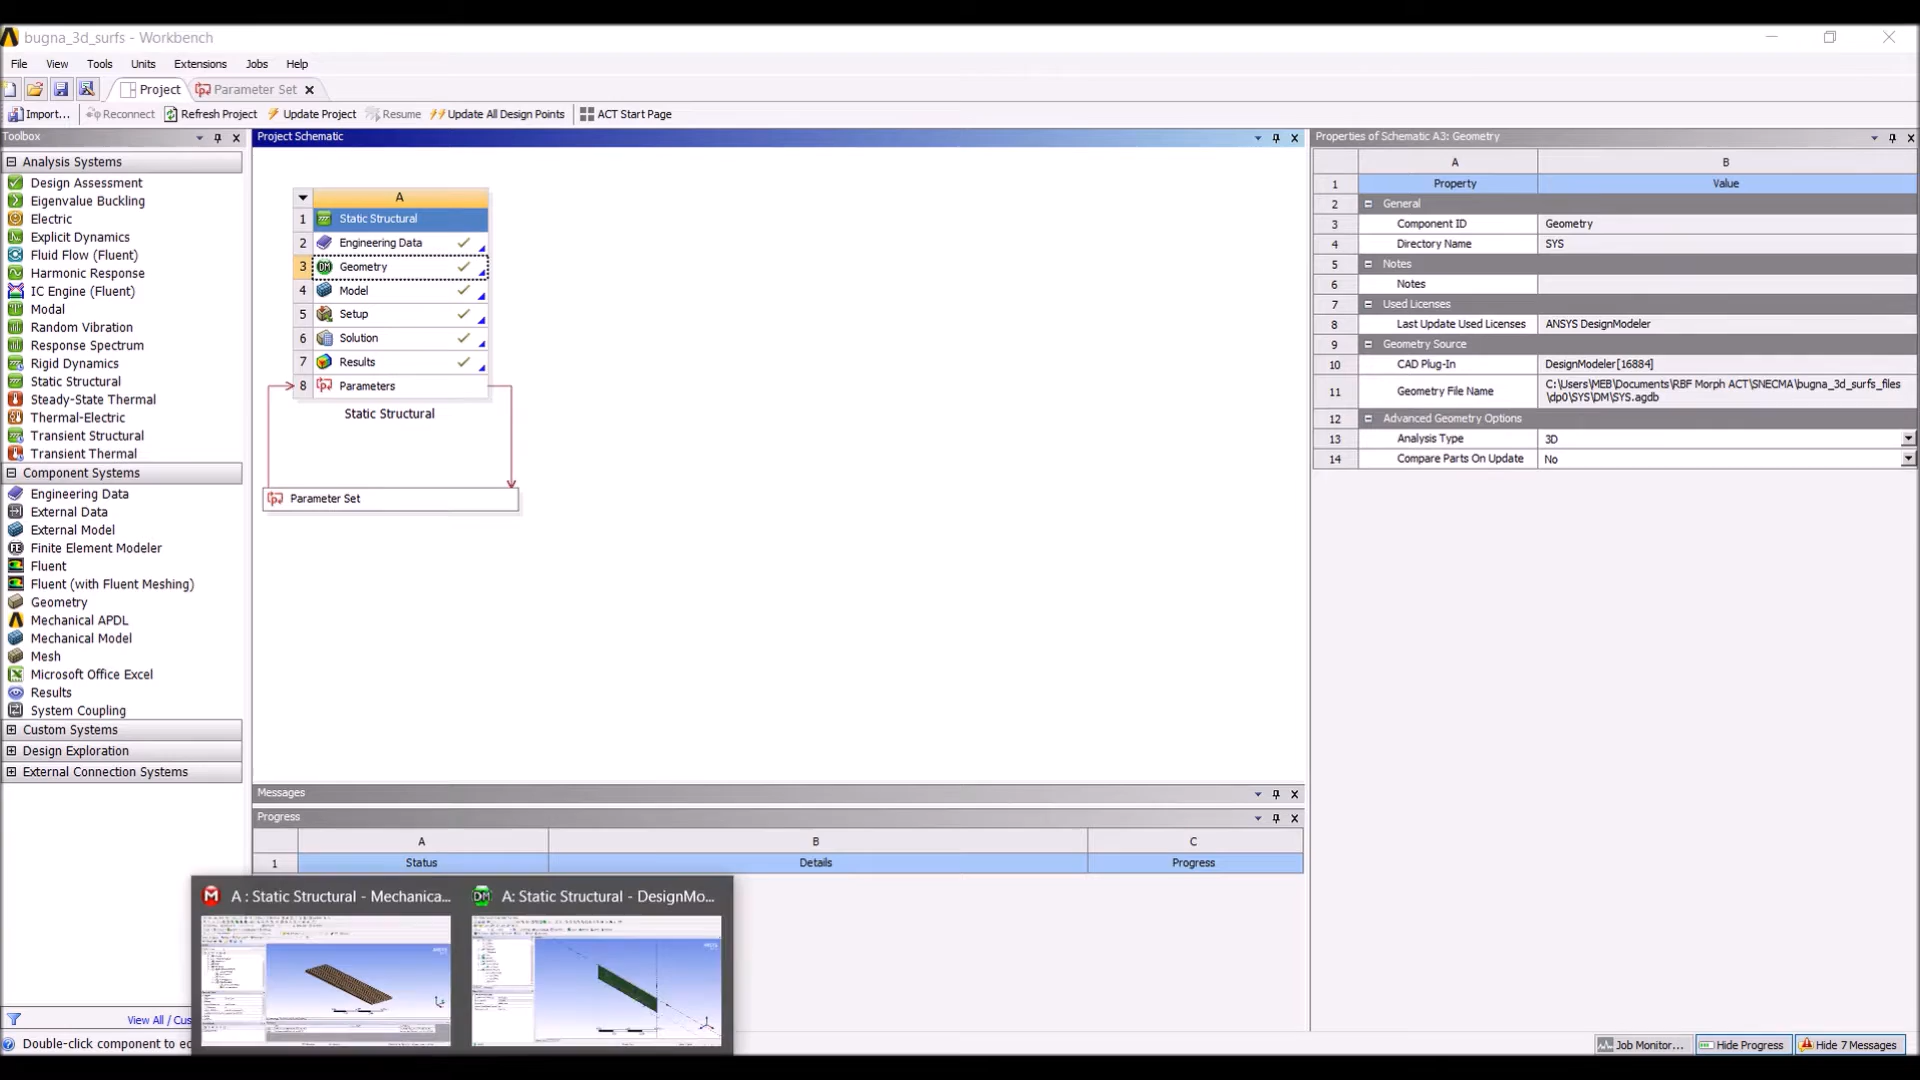 bugna_3d_surfs - Workbench
File View Tools Units Extensions Jobs Help
Project Parameter Set
Import... Reconnect Refresh Project Update Project Resume Update All Design Points ACT Start Page
Toolbox
Analysis Systems
Design Assessment
Eigenvalue Buckling
Electric
Explicit Dynamics
Fluid Flow (Fluent)
Harmonic Response
IC Engine (Fluent)
Modal
Random Vibration
Response Spectrum
Rigid Dynamics
Static Structural
Steady-State Thermal
Thermal-Electric
Transient Structural
Transient Thermal
Component Systems
Engineering Data
External Data
External Model
Finite Element Modeler
Fluent
Fluent (with Fluent Meshing)
Geometry
Mechanical APDL
Mechanical Model
Mesh
Microsoft Office Excel
Results
System Coupling
Custom Systems
Design Exploration
External Connection Systems
View All / Cus
Double-click component to ed
Project Schematic
A
1 Static Structural
2 Engineering Data
3 Geometry
4 Model
5 Setup
6 Solution
7 Results
8 Parameters
Static Structural
Parameter Set
Messages
Progress
A B C
1 Status Details Progress
A : Static Structural - Mechanica...
A: Static Structural - DesignMo...
Properties of Schematic A3: Geometry
A B
1 Property Value
2 General
3 Component ID Geometry
4 Directory Name SYS
5 Notes
6 Notes
7 Used Licenses
8 Last Update Used Licenses ANSYS DesignModeler
9 Geometry Source
10 CAD Plug-In DesignModeler[16884]
11 Geometry File Name C:\Users\MEB\Documents\RBF Morph ACT\SNECMA\bugna_3d_surfs_files
\dp0\SYS\DM\SYS.agdb
12 Advanced Geometry Options
13 Analysis Type 3D
14 Compare Parts On Update No
Job Monitor... Hide Progress Hide 7 Messages